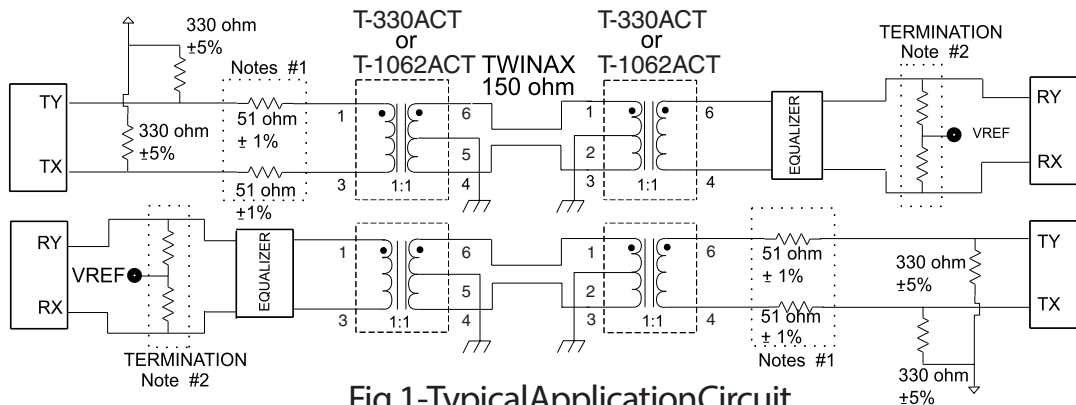 330 ohm
±5%
Notes #1
T-330ACT
or
T-1062ACT
TWINAX
150 ohm
T-330ACT
or
T-1062ACT
TERMINATION
Note #2
TY
TX
330 ohm
±5%
51 ohm
± 1%
51 ohm
±1%
1
3
6
5
4
1:1
1
2
3
6
4
1:1
EQUALIZER
VREF
RY
RX
RY
RX
VREF
TERMINATION
Note #2
EQUALIZER
1
3
6
5
4
1:1
1
2
3
6
4
1:1
51 ohm
± 1%
51 ohm
± 1%
Notes #1
330 ohm
±5%
330 ohm
±5%
TY
TX
Fig.1-TypicalApplicationCircuit